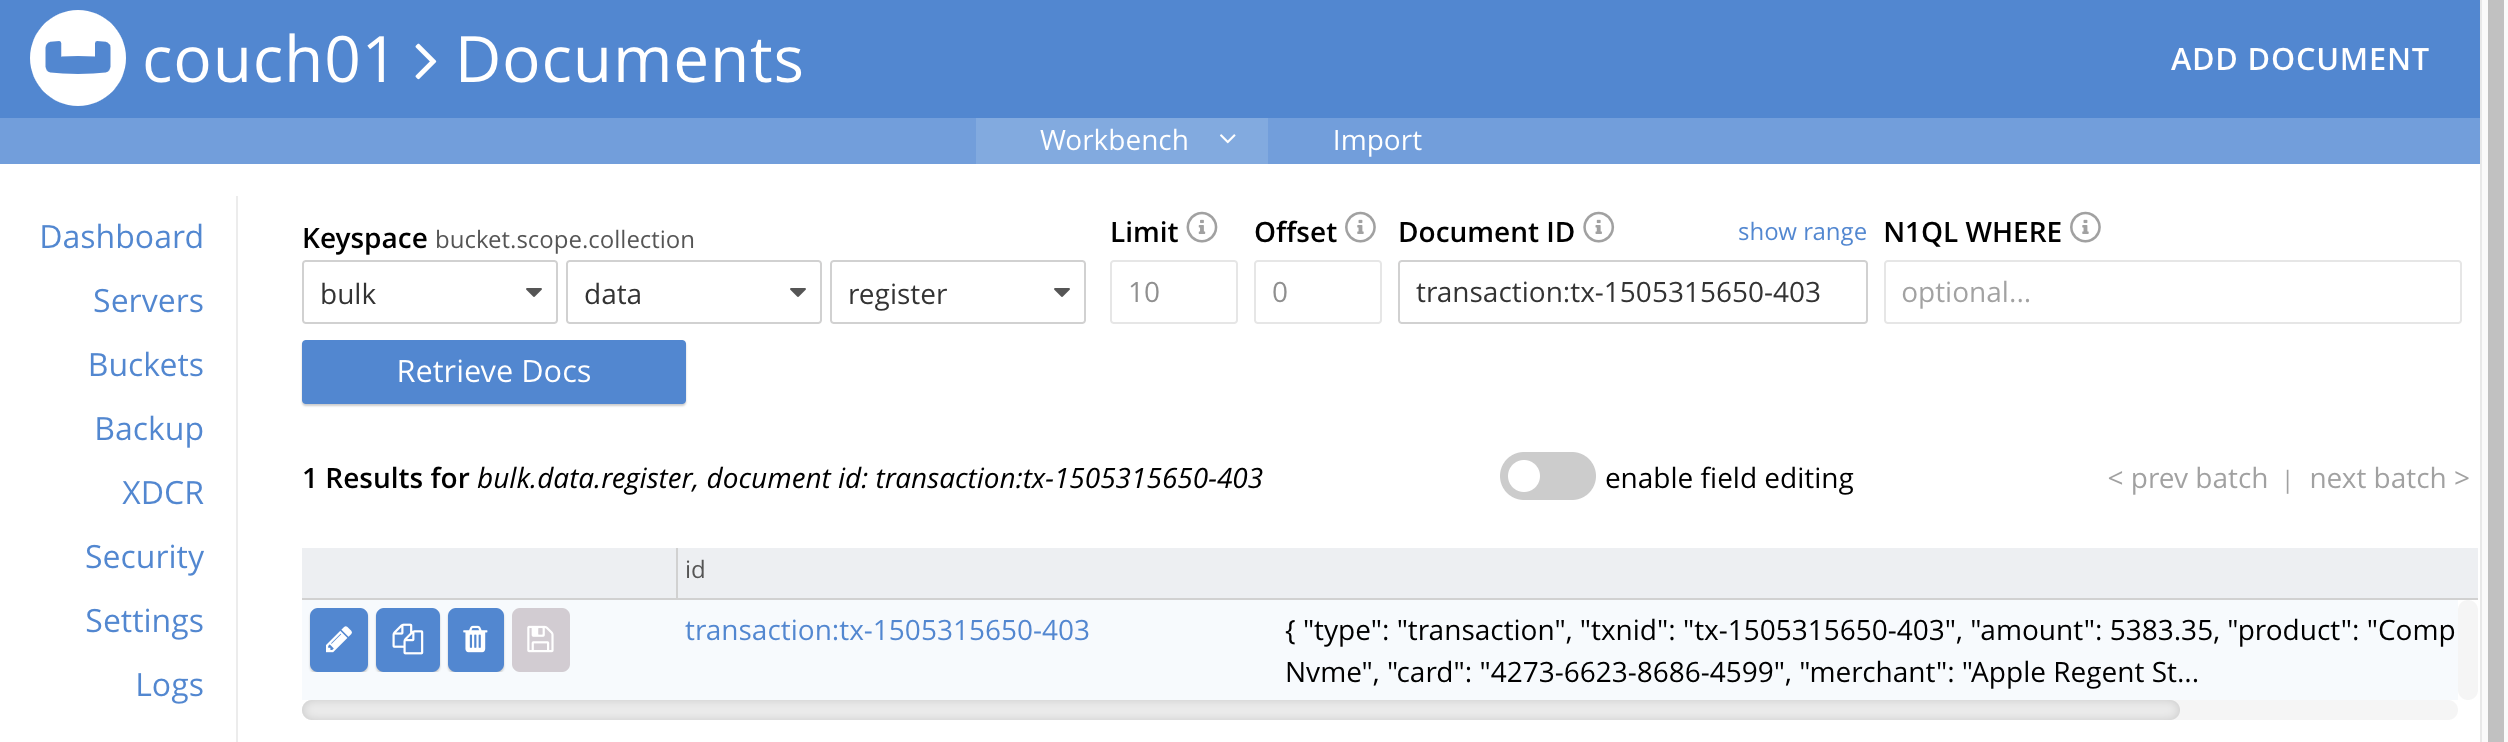 couch01 > Documents
ADD DOCUMENT
Workbench
Import
Dashboard
Servers
Buckets
Backup
XDCR
Security
Settings
Logs
Keyspace bucket.scope.collection
bulk
data
register
Limit
10
Offset
0
Document ID
show range
transaction:tx-1505315650-403
N1QL WHERE
optional...
Retrieve Docs
1 Results for bulk.data.register, document id: transaction:tx-1505315650-403
enable field editing
< prev batch | next batch >
id
transaction:tx-1505315650-403
{ "type": "transaction", "txnid": "tx-1505315650-403", "amount": 5383.35, "product": "Comp
Nvme", "card": "4273-6623-8686-4599", "merchant": "Apple Regent St...